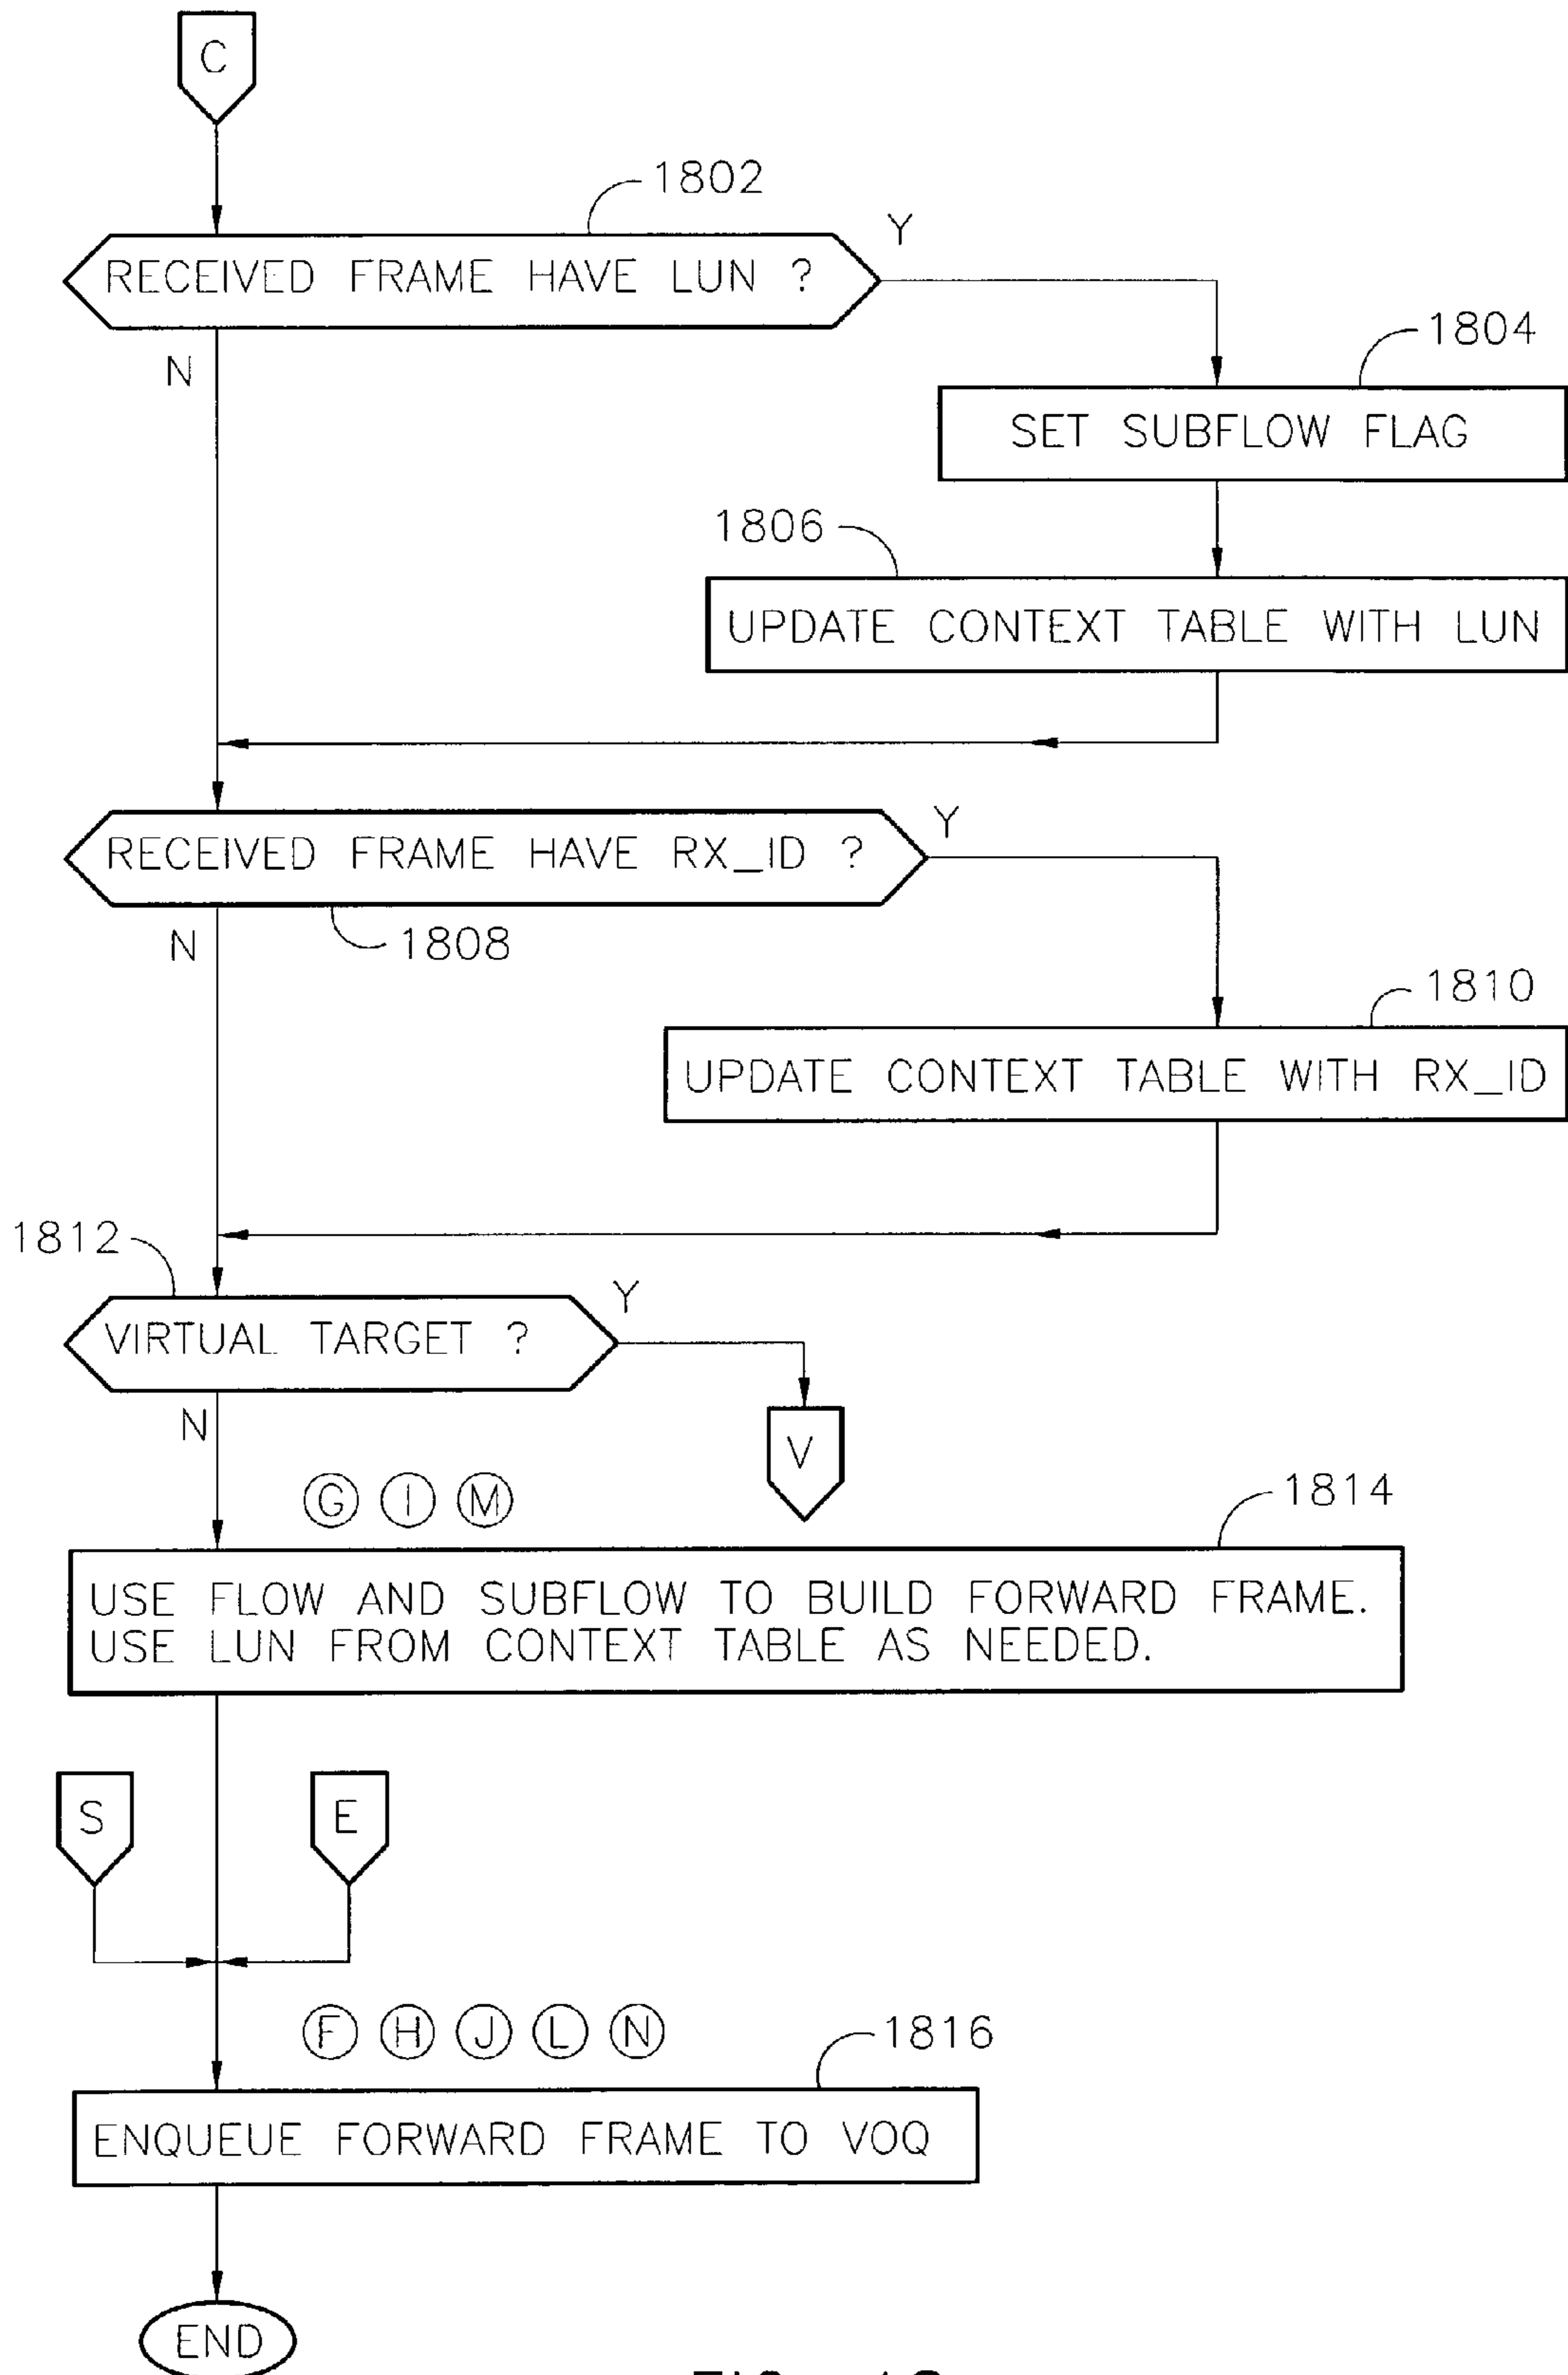 C
1802
Y
RECEIVED FRAME HAVE LUN ?
N
1804
SET SUBFLOW FLAG
1806
UPDATE CONTEXT TABLE WITH LUN
Y
RECEIVED FRAME HAVE RX_ID ?
N
1808
1810
UPDATE CONTEXT TABLE WITH RX_ID
1812
Y
VIRTUAL TARGET ?
N
V
G I M
1814
USE FLOW AND SUBFLOW TO BUILD FORWARD FRAME.
USE LUN FROM CONTEXT TABLE AS NEEDED.
S E
F H J L N
1816
ENQUEUE FORWARD FRAME TO VOQ
END